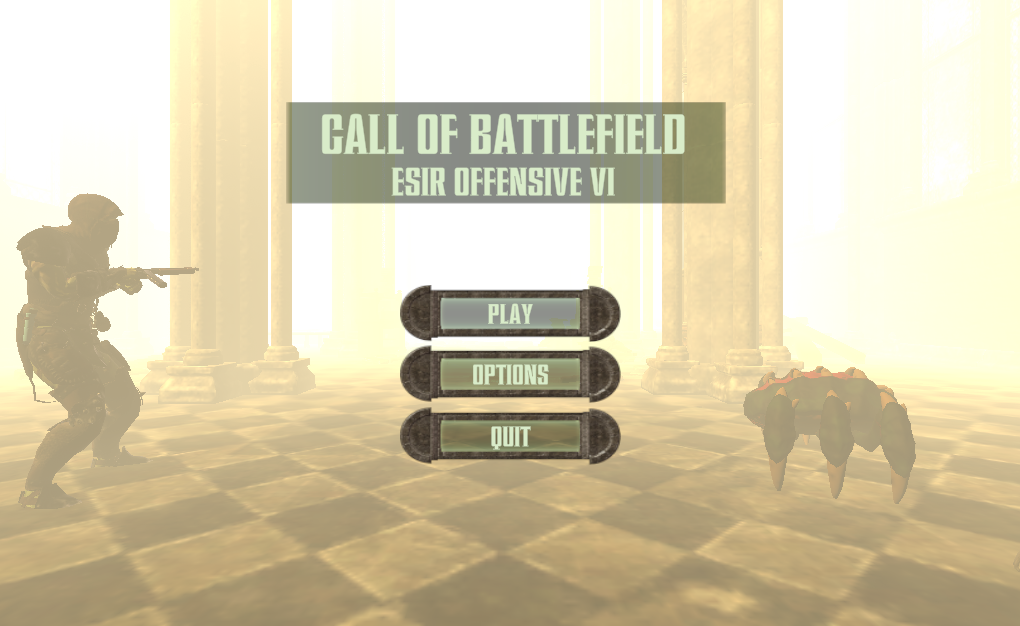 CALL OF BATTLEFIELD
ESIR OFFENSIVE VI
PLAY
OPTIONS
QUIT